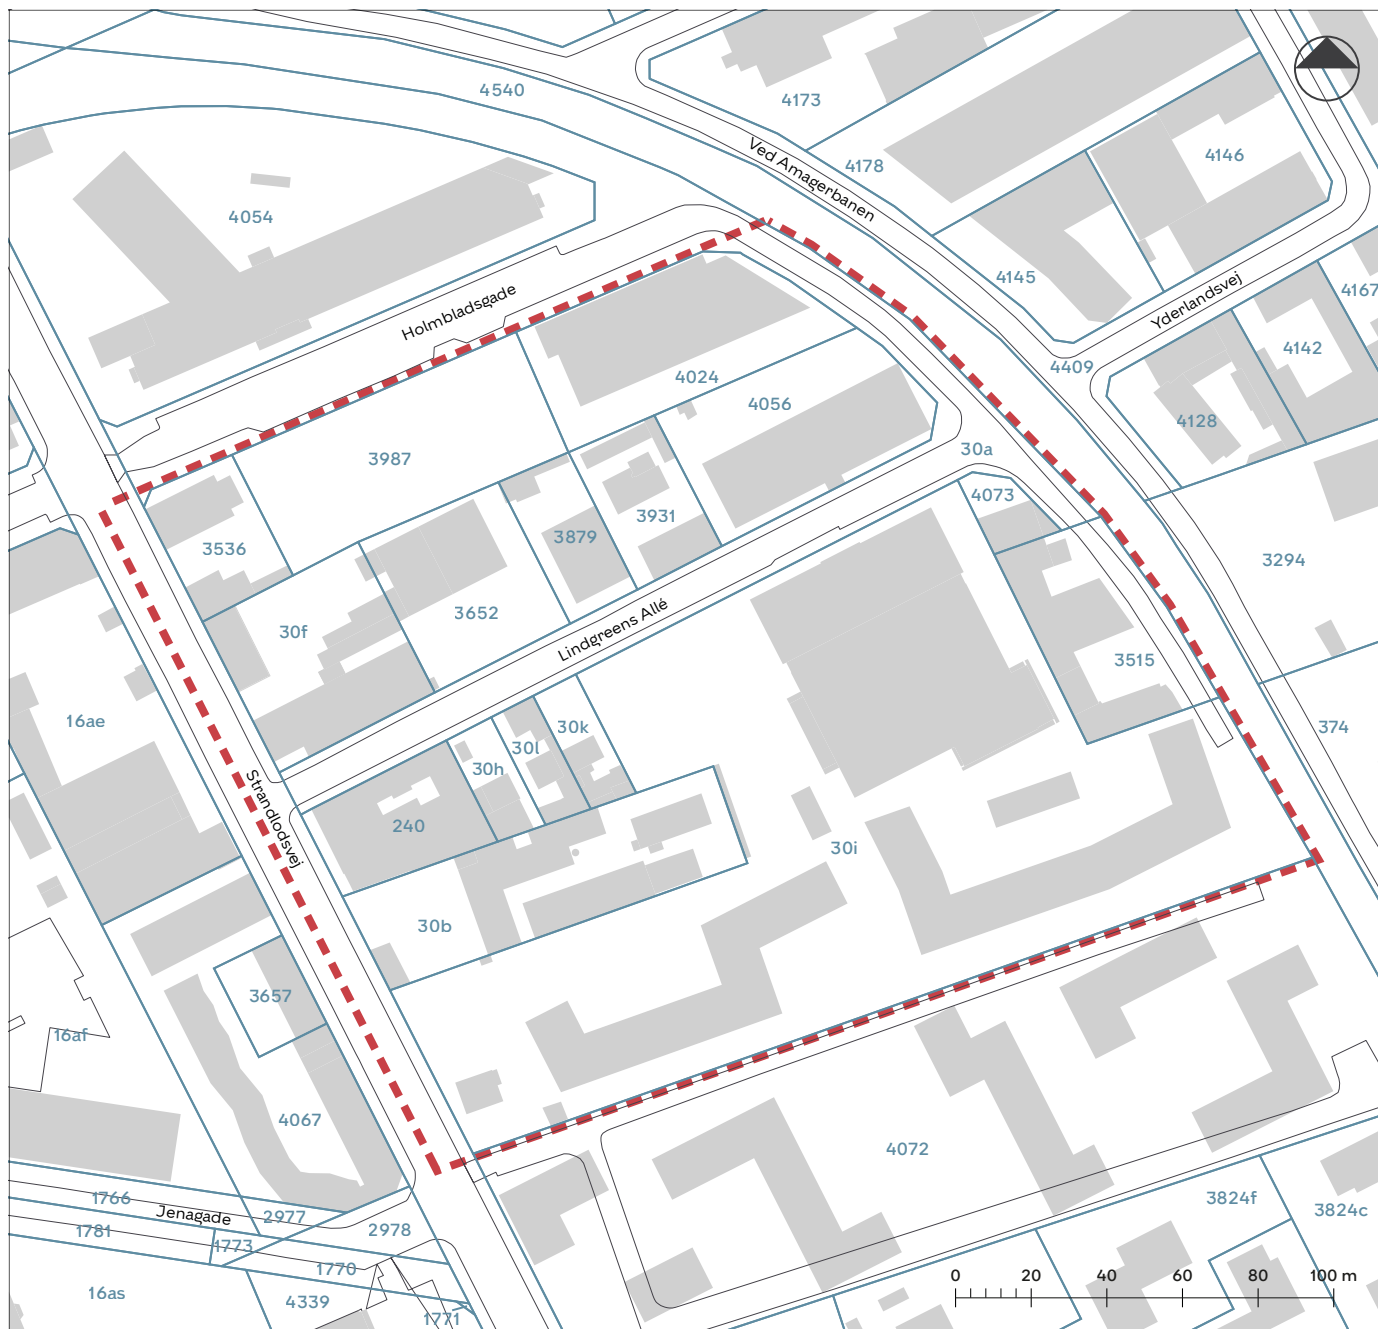 4540
4173
Ved Amagerbanen
4178
4146
4054
4145
4167
Holmbladsgade
Yderlandsvej
4142
4409
4024
4056
4128
3987
30a
4073
3931
3879
3536
3294
30f
3652
Lindgreens Allé
3515
16ae
30k
30l
30h
374
Strandlodsvej
240
30i
30b
3657
16af
4067
4072
1766
Jenagade
2977
2978
3824f
3824c
1781
1773
1770
16as
4339
1771
0 20 40 60 80 100 m